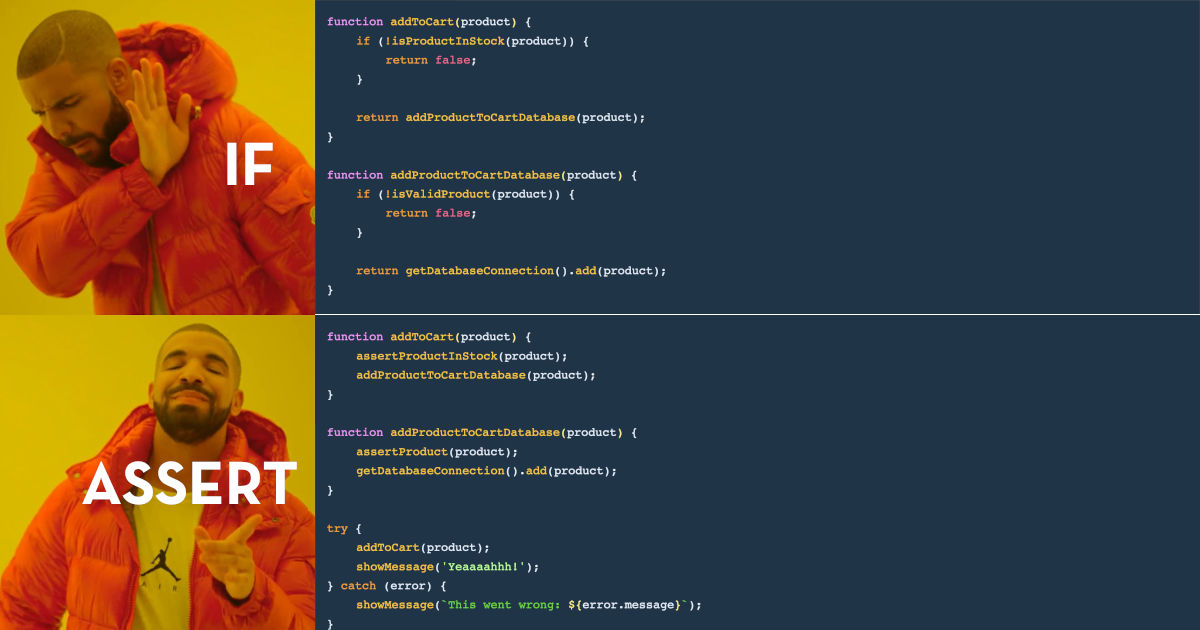 IF
function addToCart(product) {
    if (!isProductInStock(product)) {
        return false;
    }

    return addProductToCartDatabase(product);
}

function addProductToCartDatabase(product) {
    if (!isValidProduct(product)) {
        return false;
    }

    return getDatabaseConnection().add(product);
}
ASSERT
AIR
function addToCart(product) {
    assertProductInStock(product);
    addProductToCartDatabase(product);
}

function addProductToCartDatabase(product) {
    assertProduct(product);
    getDatabaseConnection().add(product);
}

try {
    addToCart(product);
    showMessage('Yeaaaahhh!');
} catch (error) {
    showMessage(`This went wrong: ${error.message}`);
}